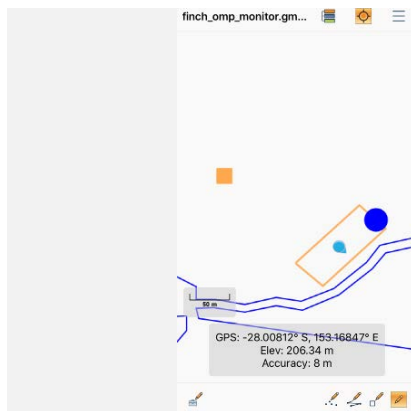 finch_omp_monitor.gm...
50 m
GPS: -28.00812° S, 153.16847° E
Elev: 206.34 m
Accuracy: 8 m